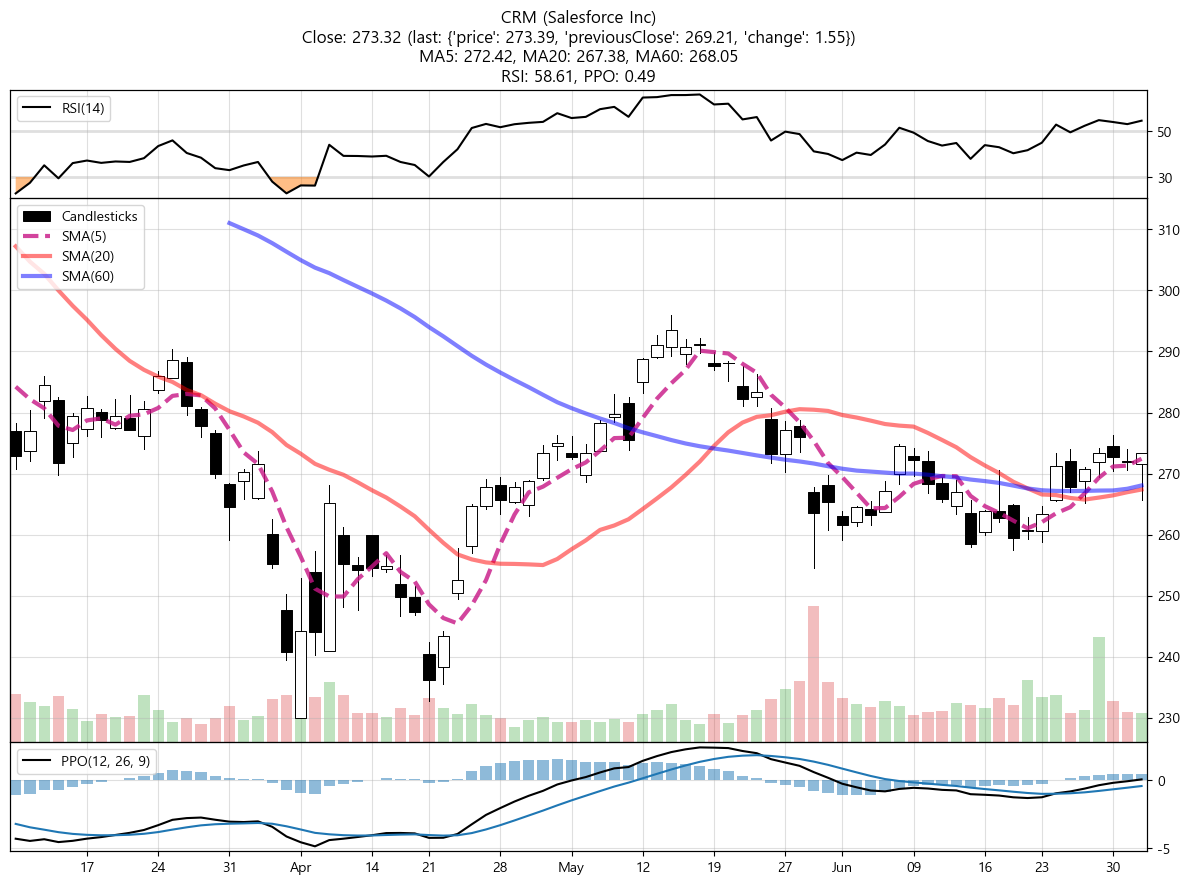 CRM (Salesforce Inc)
Close: 273.32 (last: {'price': 273.39, 'previousClose': 269.21, 'change': 1.55})
MA5: 272.42, MA20: 267.38, MA60: 268.05
RSI: 58.61, PPO: 0.49
RSI(14)
50
30
Candlesticks
SMA(5)
SMA(20)
SMA(60)
310
300
290
280
270
260
250
240
230
PPO(12, 26, 9)
0
-5
17 24 31 Apr 14 21 28 May 12 19 27 Jun 09 16 23 30